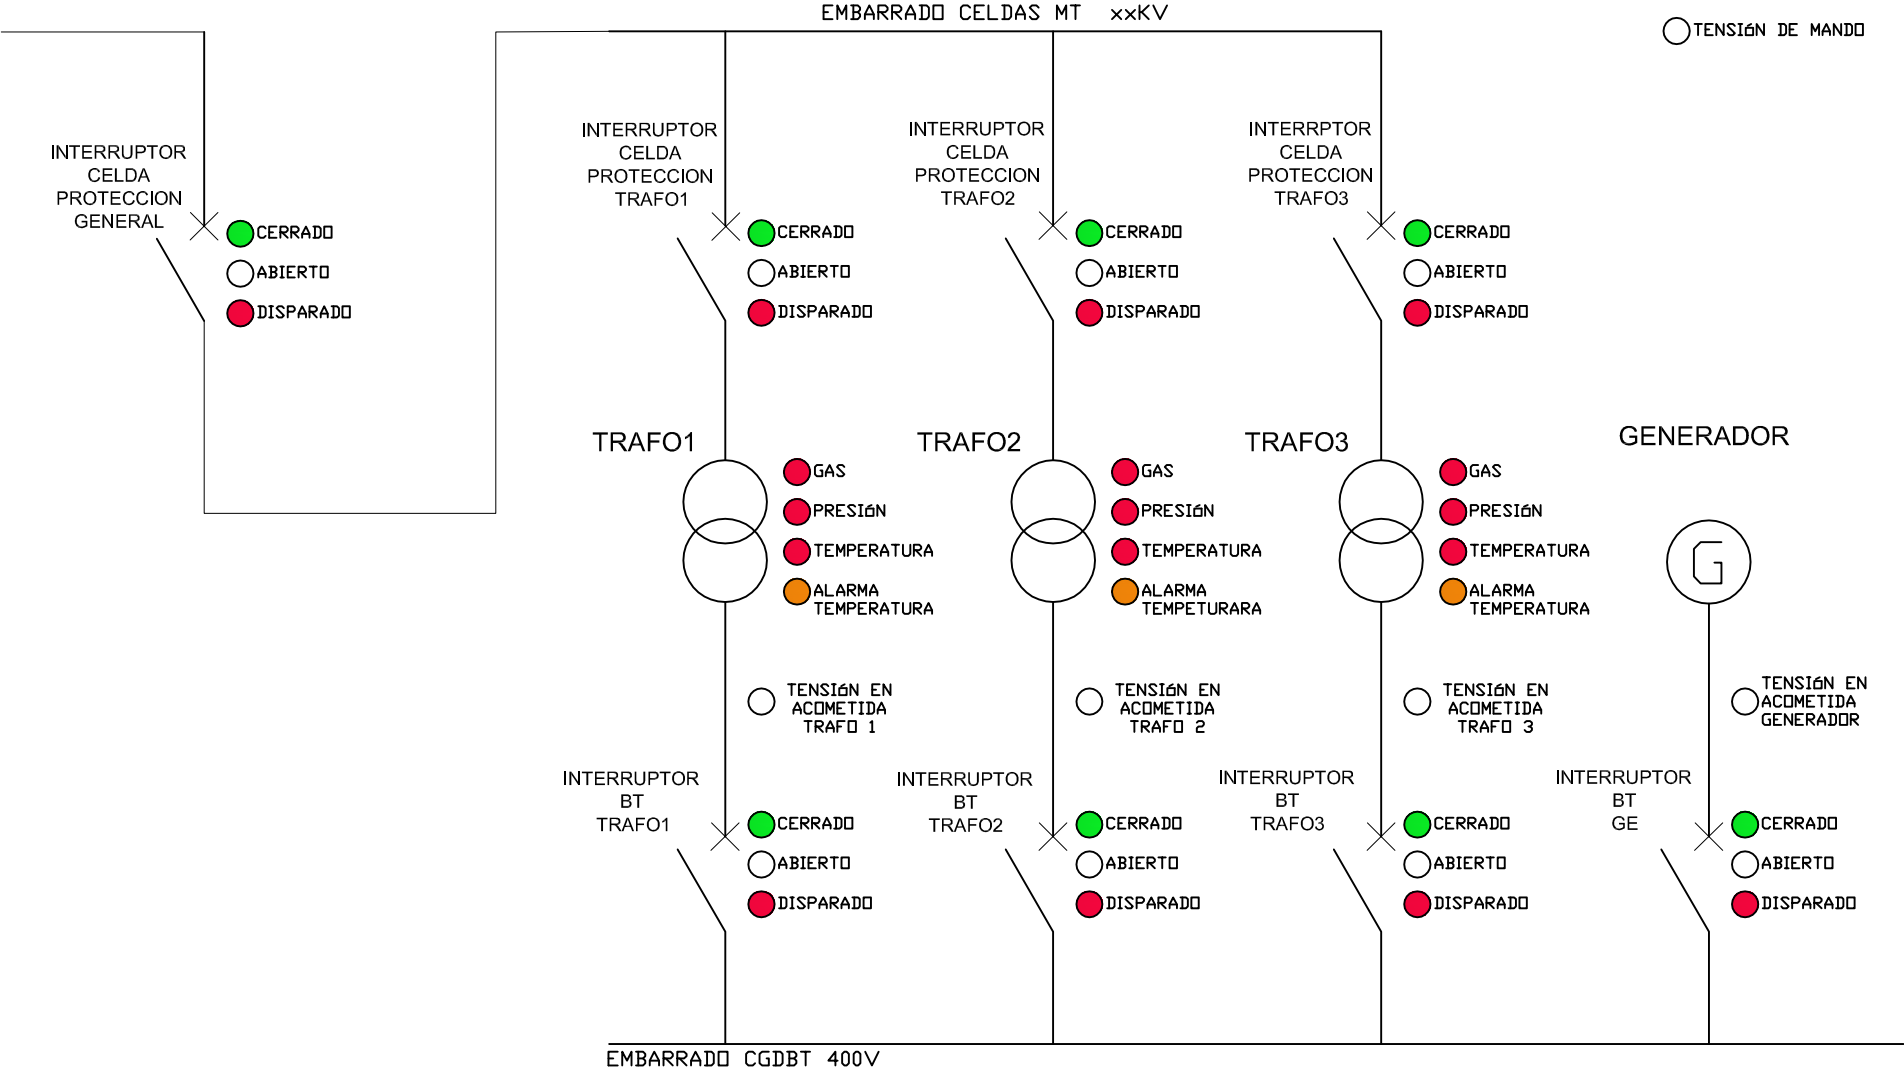 EMBARRADO CELDAS MT xxKV
TENSIóN DE MANDO
INTERRUPTOR
CELDA
PROTECCION
GENERAL
CERRADO
ABIERTO
DISPARADO
INTERRUPTOR
CELDA
PROTECCION
TRAFO1
CERRADO
ABIERTO
DISPARADO
INTERRUPTOR
CELDA
PROTECCION
TRAFO2
CERRADO
ABIERTO
DISPARADO
INTERRPTOR
CELDA
PROTECCION
TRAFO3
CERRADO
ABIERTO
DISPARADO
TRAFO1
GAS
PRESIóN
TEMPERATURA
ALARMA
TEMPERATURA
TRAFO2
GAS
PRESIóN
TEMPERATURA
ALARMA
TEMPETURARA
TRAFO3
GAS
PRESIóN
TEMPERATURA
ALARMA
TEMPERATURA
GENERADOR
G
TENSIóN EN
ACOMETIDA
TRAFO 1
TENSIóN EN
ACOMETIDA
TRAFO 2
TENSIóN EN
ACOMETIDA
TRAFO 3
TENSIóN EN
ACOMETIDA
GENERADOR
INTERRUPTOR
BT
TRAFO1
CERRADO
ABIERTO
DISPARADO
INTERRUPTOR
BT
TRAFO2
CERRADO
ABIERTO
DISPARADO
INTERRUPTOR
BT
TRAFO3
CERRADO
ABIERTO
DISPARADO
INTERRUPTOR
BT
GE
CERRADO
ABIERTO
DISPARADO
EMBARRADO CGDBT 400V